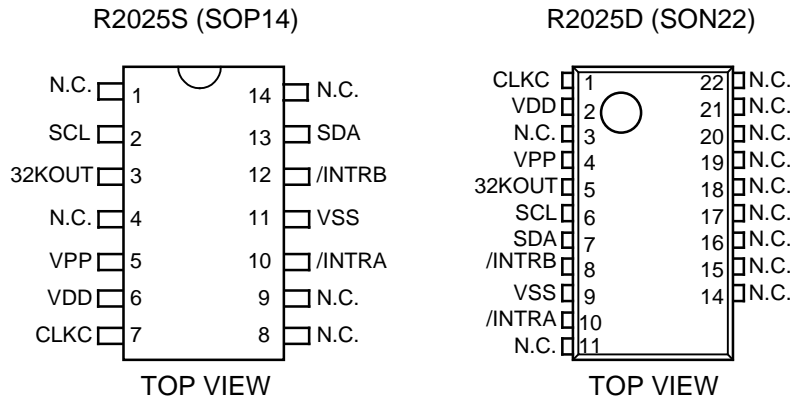 R2025S (SOP14)
N.C. 1 14 N.C.
SCL 2 13 SDA
32KOUT 3 12 /INTRB
N.C. 4 11 VSS
VPP 5 10 /INTRA
VDD 6 9 N.C.
CLKC 7 8 N.C.
TOP VIEW
R2025D (SON22)
CLKC 1 22 N.C.
VDD 2 21 N.C.
N.C. 3 20 N.C.
VPP 4 19 N.C.
32KOUT 5 18 N.C.
SCL 6 17 N.C.
SDA 7 16 N.C.
/INTRB 8 15 N.C.
VSS 9 14 N.C.
/INTRA 10
N.C. 11
TOP VIEW